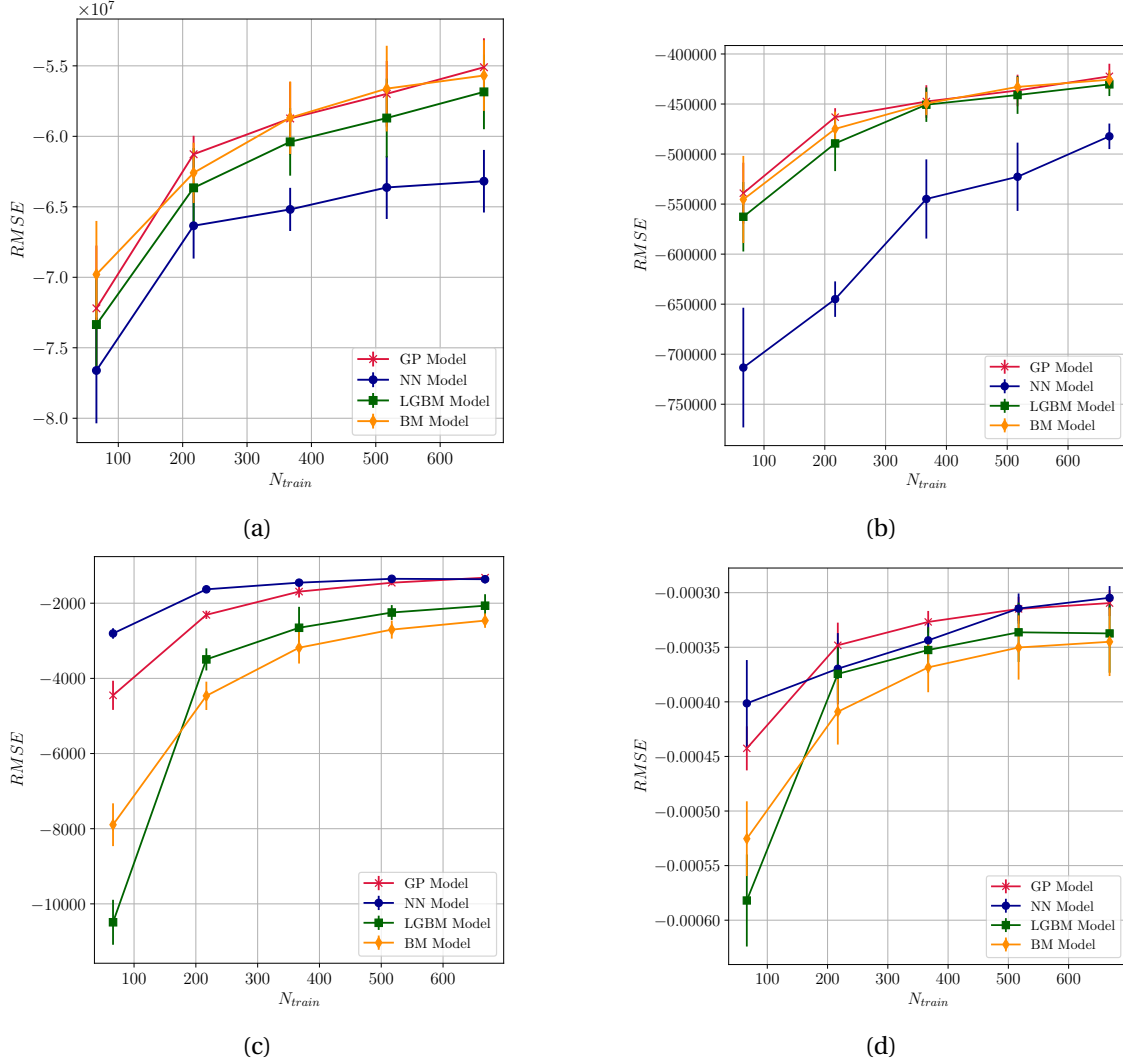 ×10⁷
−5.5
−6.0
−6.5
−7.0
−7.5
−8.0
RMSE
100 200 300 400 500 600
N_train
GP Model
NN Model
LGBM Model
BM Model
(a)
−400000
−450000
−500000
−550000
−600000
−650000
−700000
−750000
RMSE
100 200 300 400 500 600
N_train
GP Model
NN Model
LGBM Model
BM Model
(b)
−2000
−4000
−6000
−8000
−10000
RMSE
100 200 300 400 500 600
N_train
GP Model
NN Model
LGBM Model
BM Model
(c)
−0.00030
−0.00035
−0.00040
−0.00045
−0.00050
−0.00055
−0.00060
RMSE
100 200 300 400 500 600
N_train
GP Model
NN Model
LGBM Model
BM Model
(d)